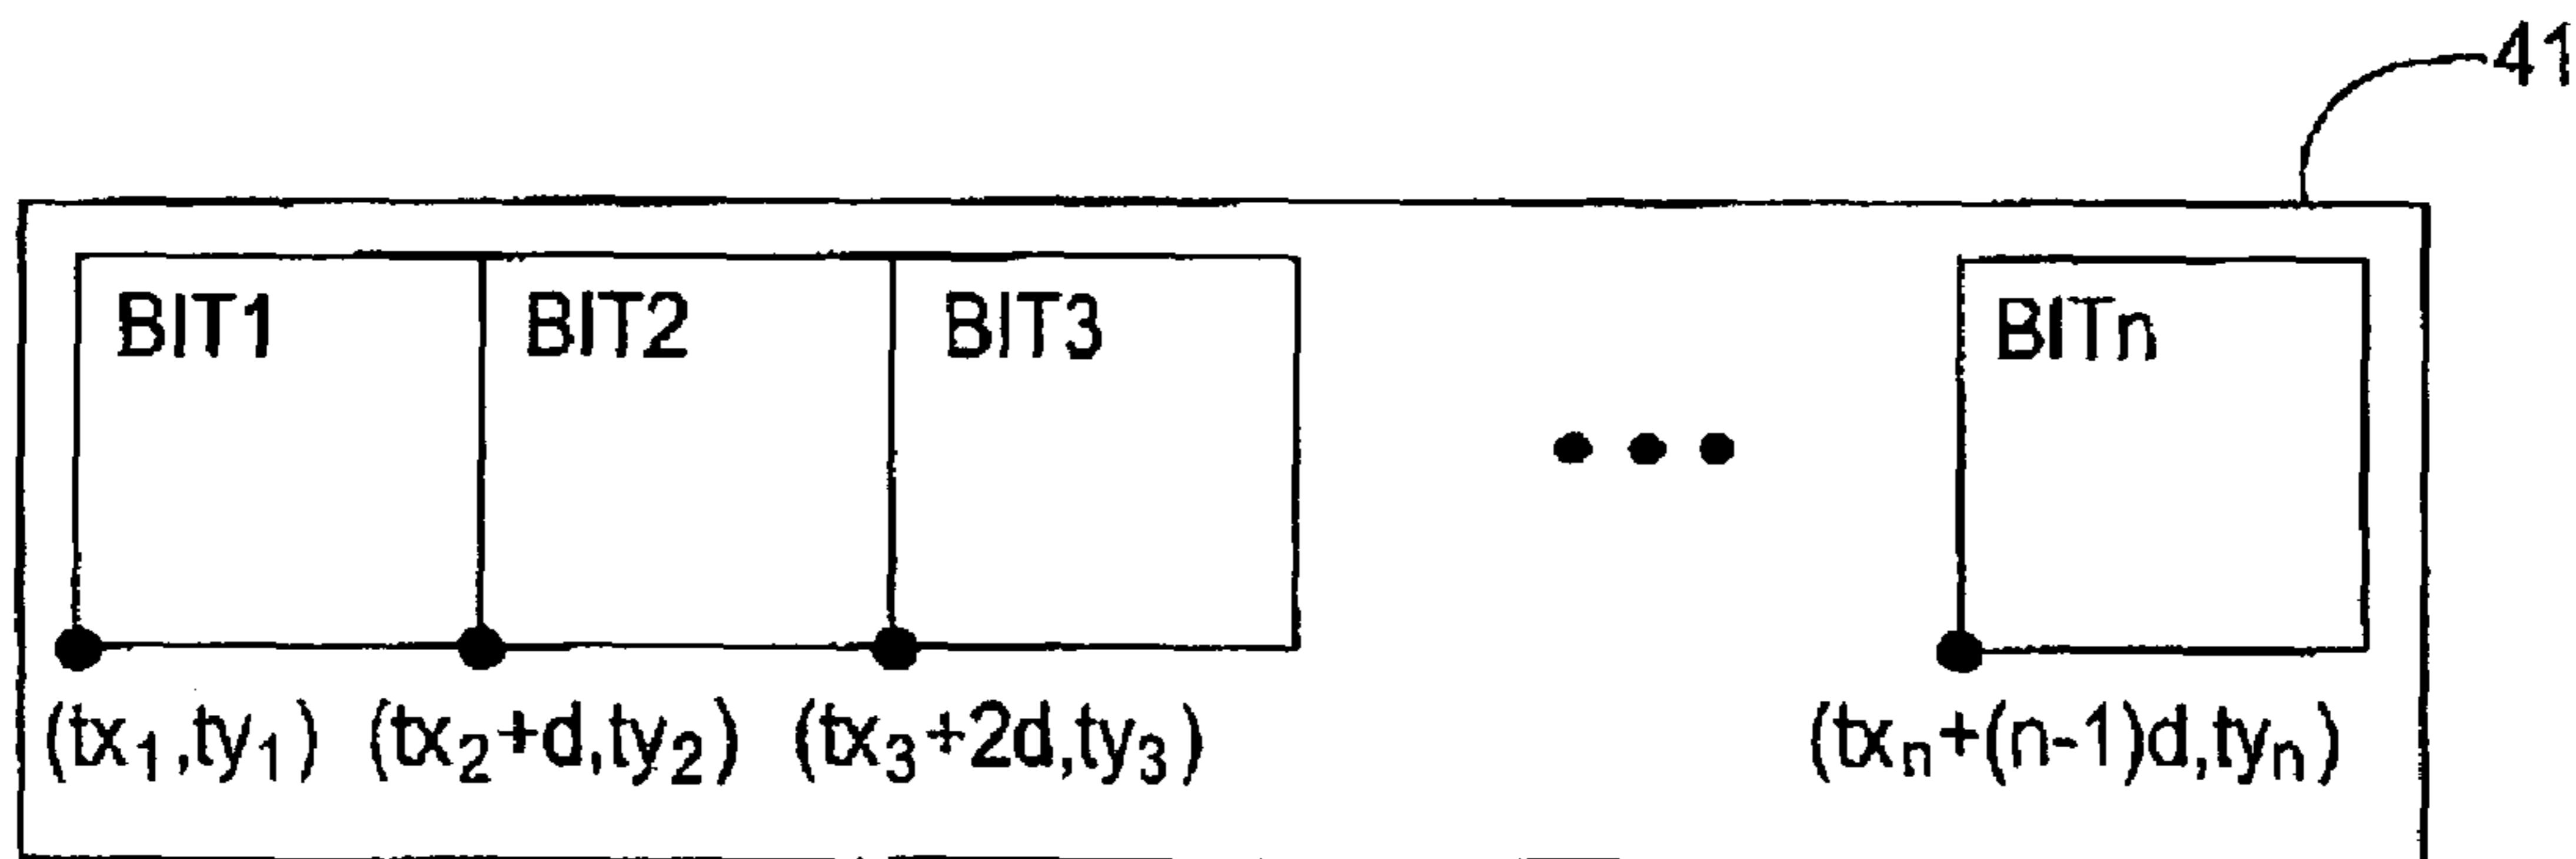 41
BIT1 BIT2 BIT3 BITn
(tx₁,ty₁) (tx₂+d,ty₂) (tx₃+2d,ty₃) (txₙ+(n-1)d,tyₙ)